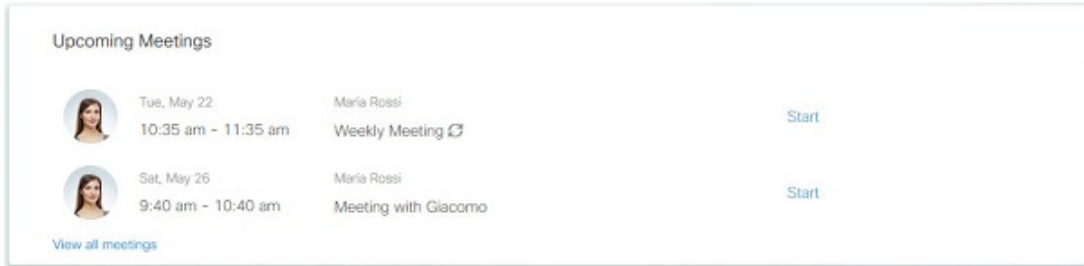 Upcoming Meetings
Tue, May 22
Maria Rossi
10:35 am - 11:35 am
Weekly Meeting
Start
Sat, May 26
Maria Rossi
9:40 am - 10:40 am
Meeting with Giacomo
Start
View all meetings